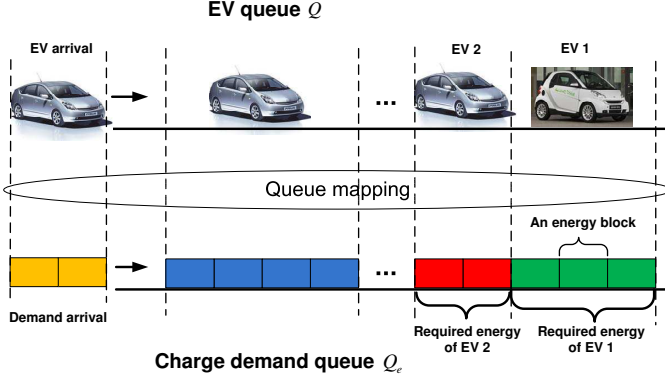 EV queue Q
EV arrival
EV 2
EV 1
...
Queue mapping
An energy block
...
Demand arrival
Required energy
of EV 2
Required energy
of EV 1
Charge demand queue Qe